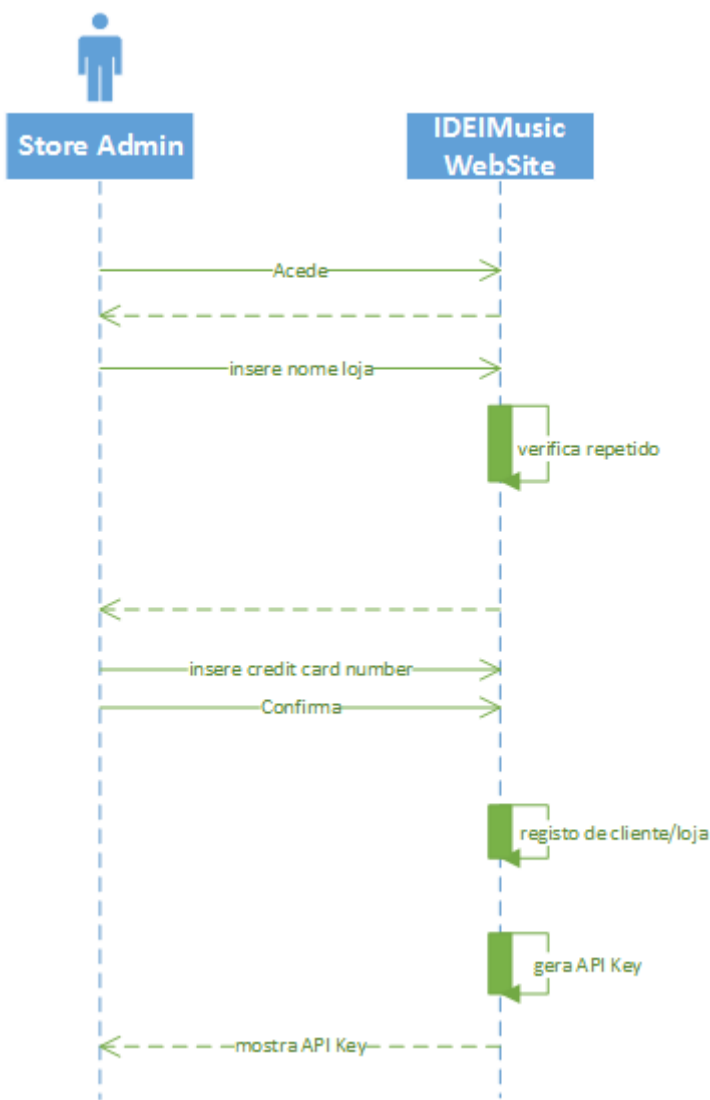 Store Admin
IDEIMusic
WebSite
Acede
insere nome loja
verifica repetido
insere credit card number
Confirma
registo de cliente/loja
gera API Key
mostra API Key